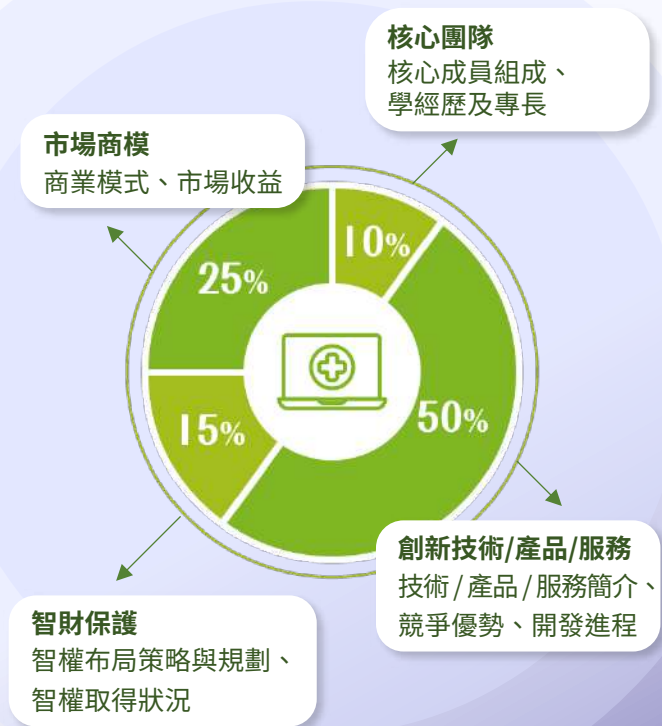 核心團隊
核心成員組成、
學經歷及專長
市場商模
商業模式、市場收益
10%
25%
50%
15%
創新技術/產品/服務
技術/產品/服務簡介、
競爭優勢、開發進程
智財保護
智權布局策略與規劃、
智權取得狀況